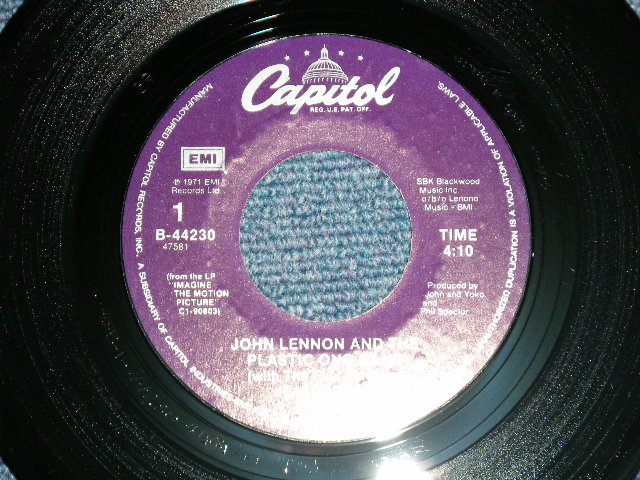 Capitol
REG. U.S. PAT. OFF.
MANUFACTURED BY CAPITOL RECORDS, INC. A SUBSIDIARY OF CAPITOL INDUSTRIES
DUPLICATION IS A VIOLATION OF APPLICABLE LAWS
EMI
℗ 1971 EMI
Records Ltd.
1
B-44230
47581
(from the LP
"IMAGINE
THE MOTION
PICTURE"
C1-90803)
SBK Blackwood
Music Inc.
o/b/o Lenono
Music • BMI
TIME
4:10
Produced by
John and Yoko
and
Phil Spector
JOHN LENNON AND THE
PLASTIC ONO
(with